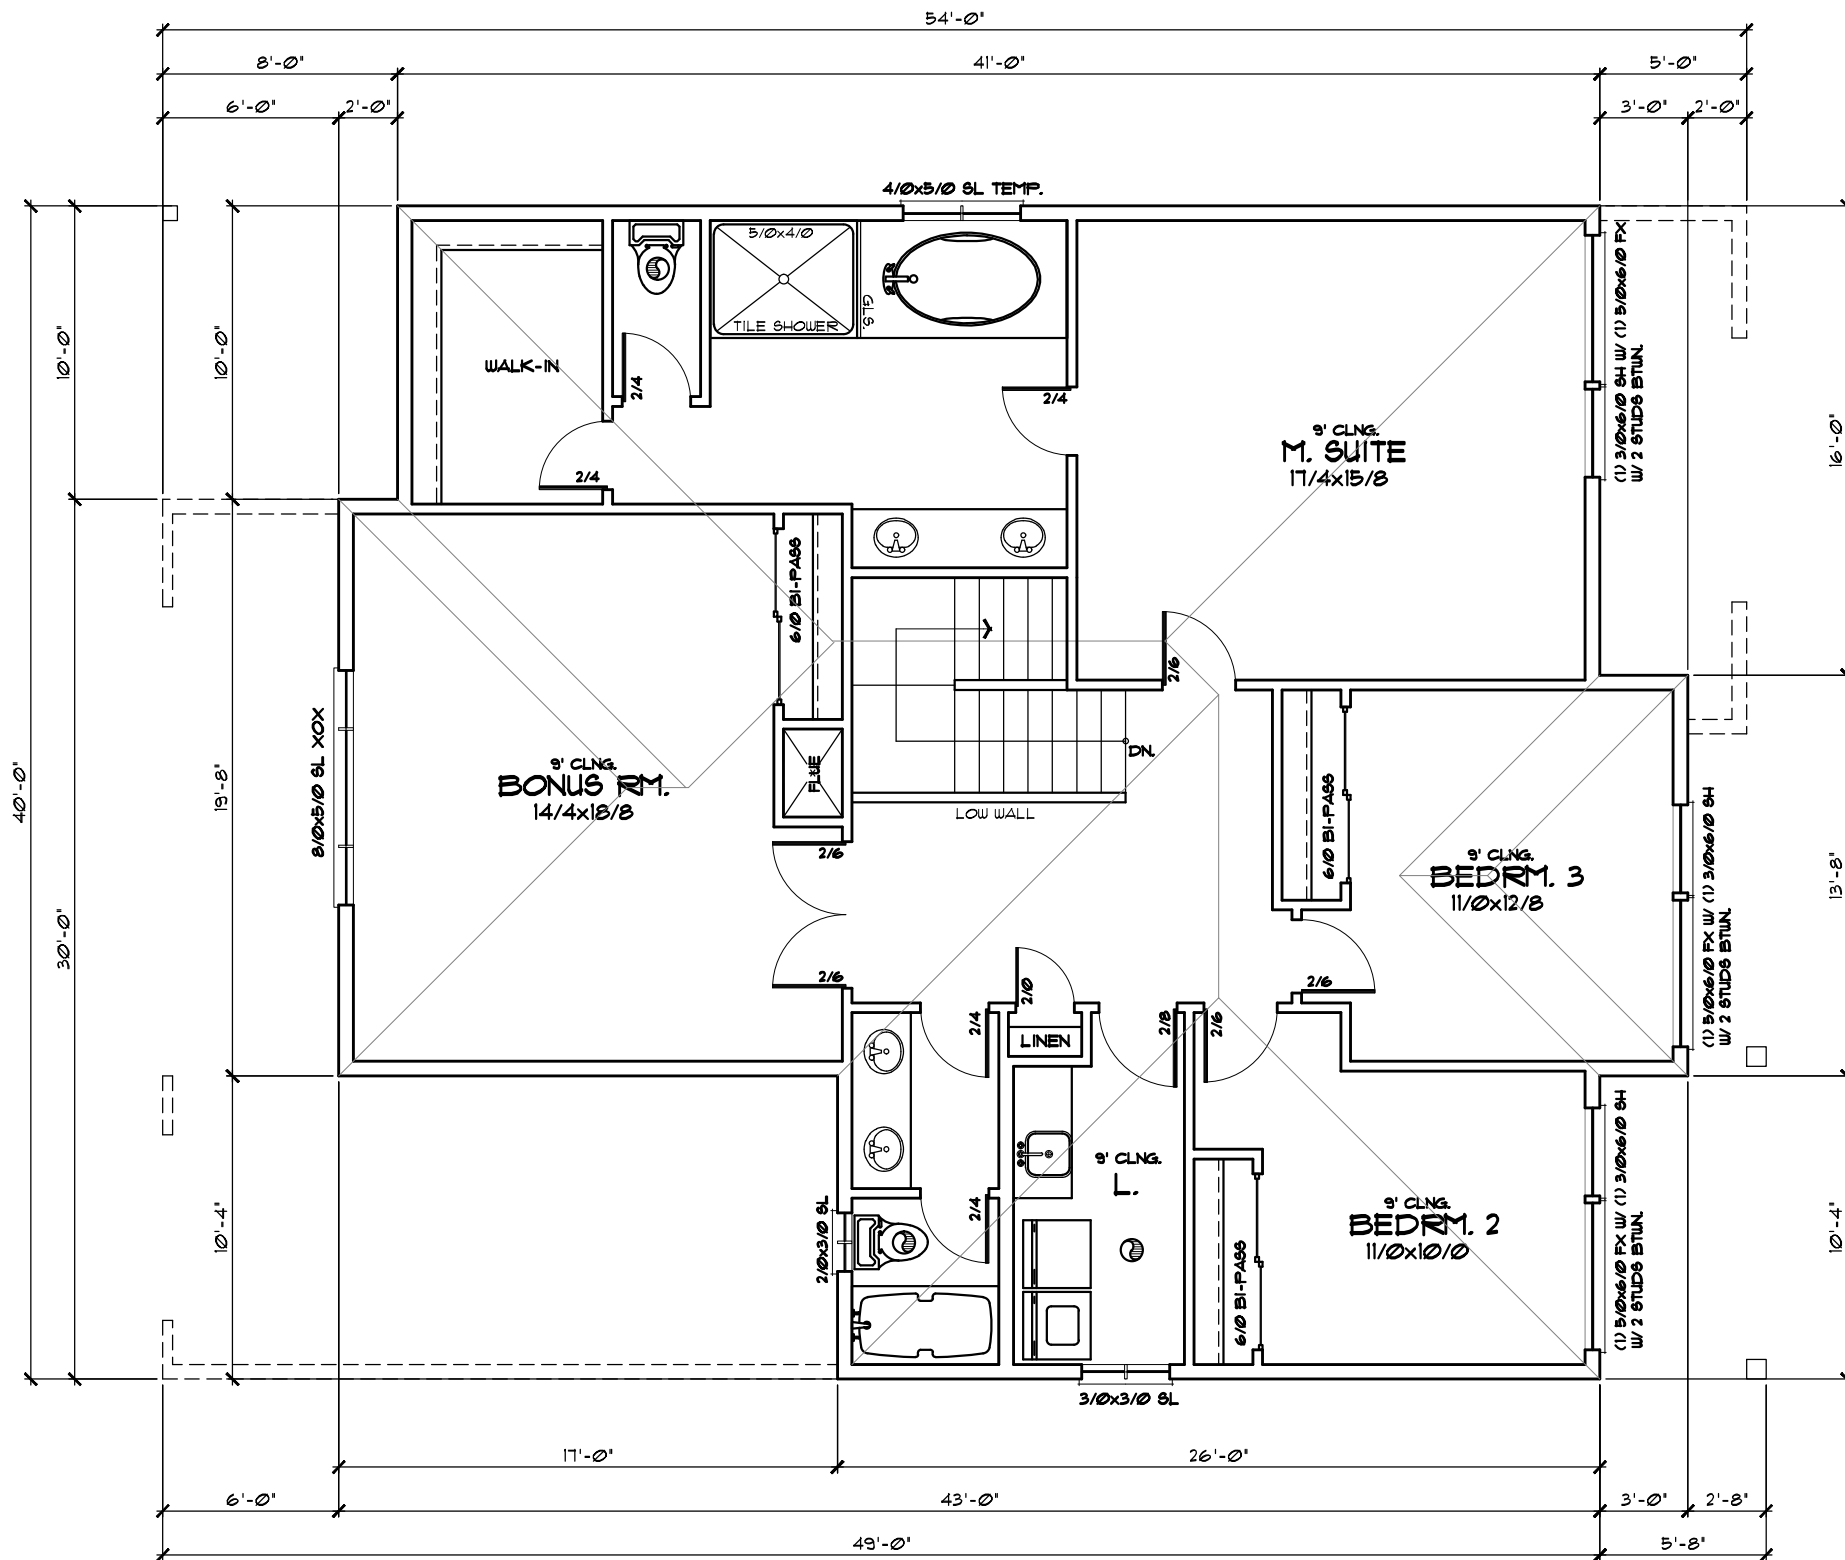 54'-0"
8'-0" 41'-0" 5'-0"
6'-0" 2'-0" 3'-0" 2'-0"
4/0x5/0 SL TEMP.
5/0x4/0
TILE SHOWER
GLS.
WALK-IN
2/4
2/4
2/4
9' CLNG.
M. SUITE
17/4x15/8
(1) 3/0x6/0 SH W/ (1) 5/0x6/0 FX
W/ 2 STUDS BTWN.
10'-0"
10'-0"
16'-0"
6/0 BI-PASS
2/6
8/0x5/0 SL XOX
9' CLNG.
BONUS RM.
14/4x18/8
FLUE
DN.
LOW WALL
40'-0"
30'-0"
19'-8"
2/6
2/6
6/0 BI-PASS
9' CLNG.
BEDRM. 3
11/0x12/8
(1) 5/0x6/0 FX W/ (1) 3/0x6/0 SH
W/ 2 STUDS BTWN.
13'-8"
2/6
2/0
LINEN
2/4
2/8
2/6
9' CLNG.
L.
2/4
2/0x3/0 SL
6/0 BI-PASS
9' CLNG.
BEDRM. 2
11/0x10/0
(1) 5/0x6/0 FX W/ (1) 3/0x6/0 SH
W/ 2 STUDS BTWN.
10'-4"
10'-4"
3/0x3/0 SL
17'-0" 26'-0"
6'-0" 43'-0" 3'-0" 2'-8"
49'-0" 5'-8"